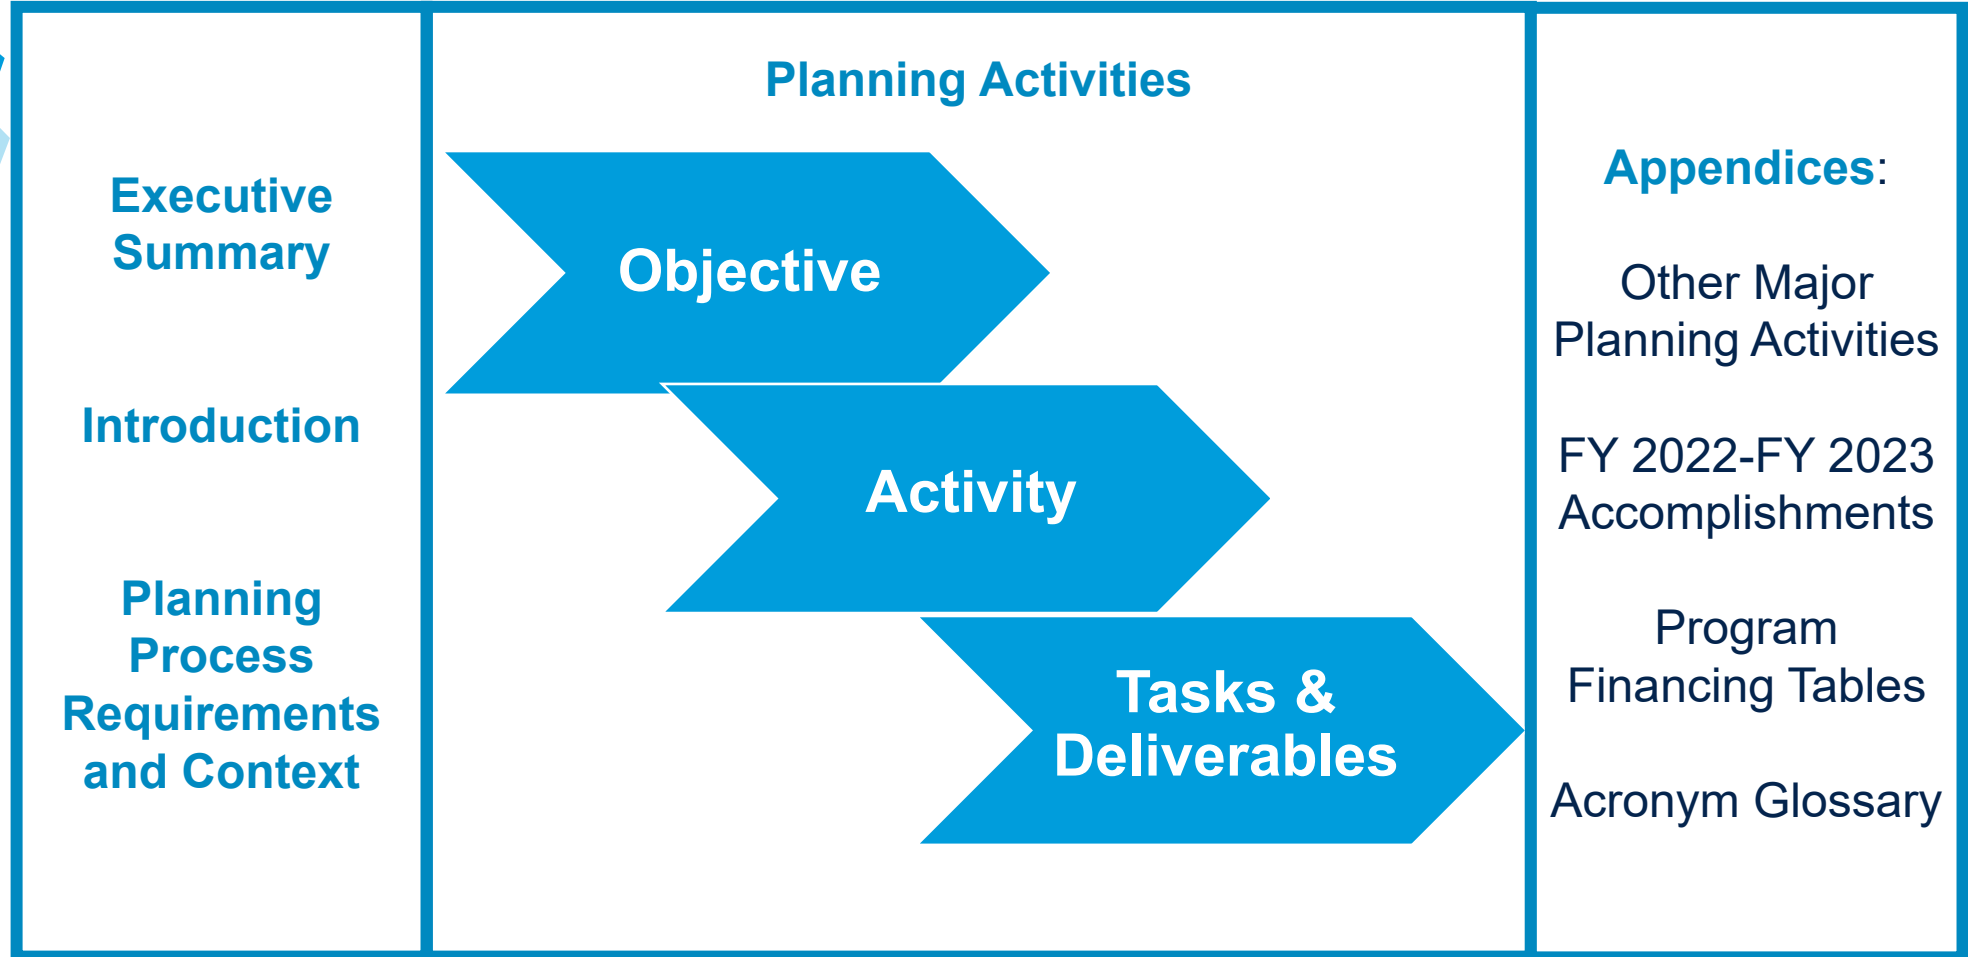 Executive
Summary
Introduction
Planning
Process
Requirements
and Context
Planning Activities
Objective
Activity
Tasks &
Deliverables
Appendices:
Other Major
Planning Activities
FY 2022-FY 2023
Accomplishments
Program
Financing Tables
Acronym Glossary